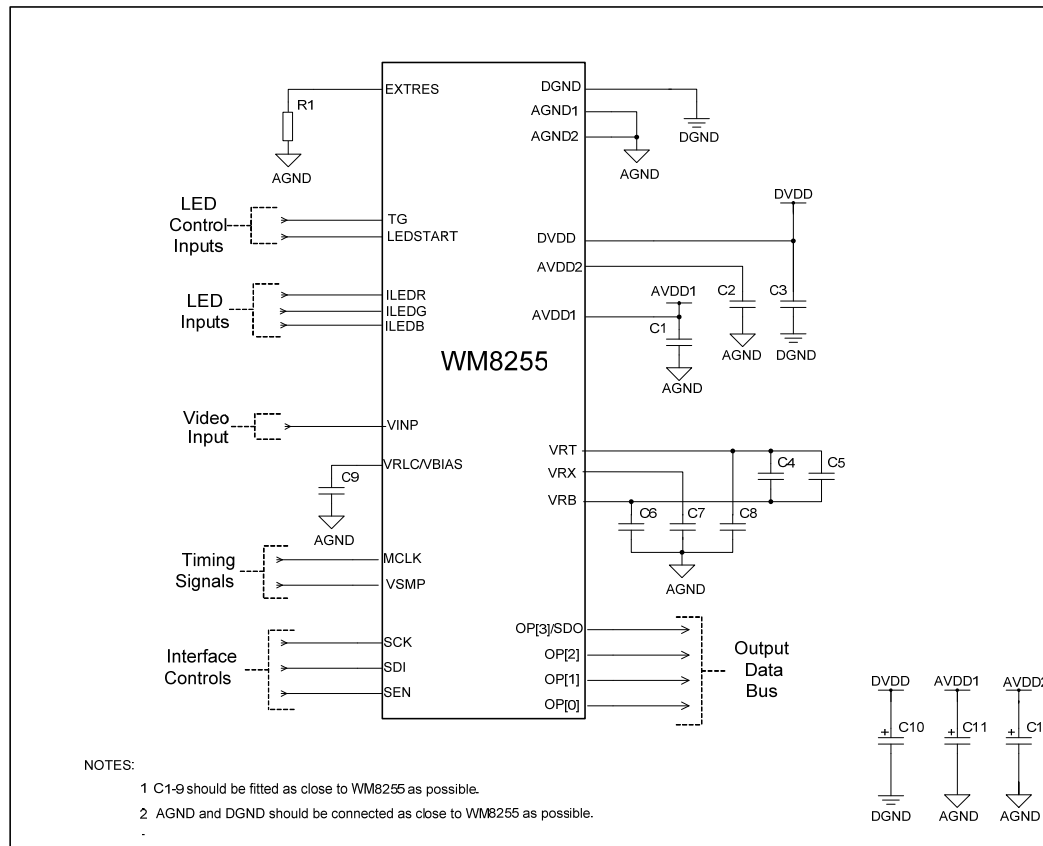 EXTRES
DGND
R1
AGND1
AGND2
DGND
AGND
AGND
LED
Control
Inputs
TG
LEDSTART
DVDD
DVDD
AVDD2
LED
Inputs
ILEDR
ILEDG
ILEDB
AVDD1
C2
C3
AVDD1
C1
AGND
DGND
AGND
WM8255
Video
Input
VINP
VRT
VRLC/VBIAS
VRX
C4
C5
C9
VRB
C6
C7
C8
AGND
AGND
Timing
Signals
MCLK
VSMP
OP[3]/SDO
OP[2]
OP[1]
OP[0]
Output
Data
Bus
Interface
Controls
SCK
SDI
SEN
DVDD
AVDD1
AVDD2
+
C10
+
C11
+
C1
DGND
AGND
AGND
NOTES:
1 C1-9 should be fitted as close to WM8255 as possible.
2 AGND and DGND should be connected as close to WM8255 as possible.
-